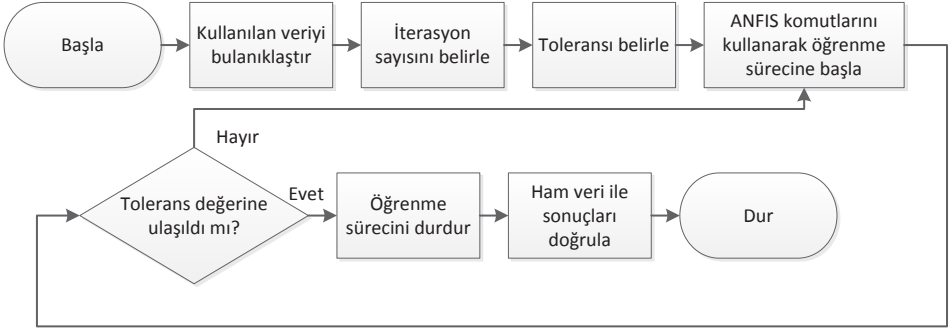 Başla
Kullanılan veriyi
bulanıklaştır
İterasyon
sayısını belirle
Toleransı belirle
ANFIS komutlarını
kullanarak öğrenme
sürecine başla
Hayır
Tolerans değerine
ulaşıldı mı?
Evet
Öğrenme
sürecini durdur
Ham veri ile
sonuçları
doğrula
Dur